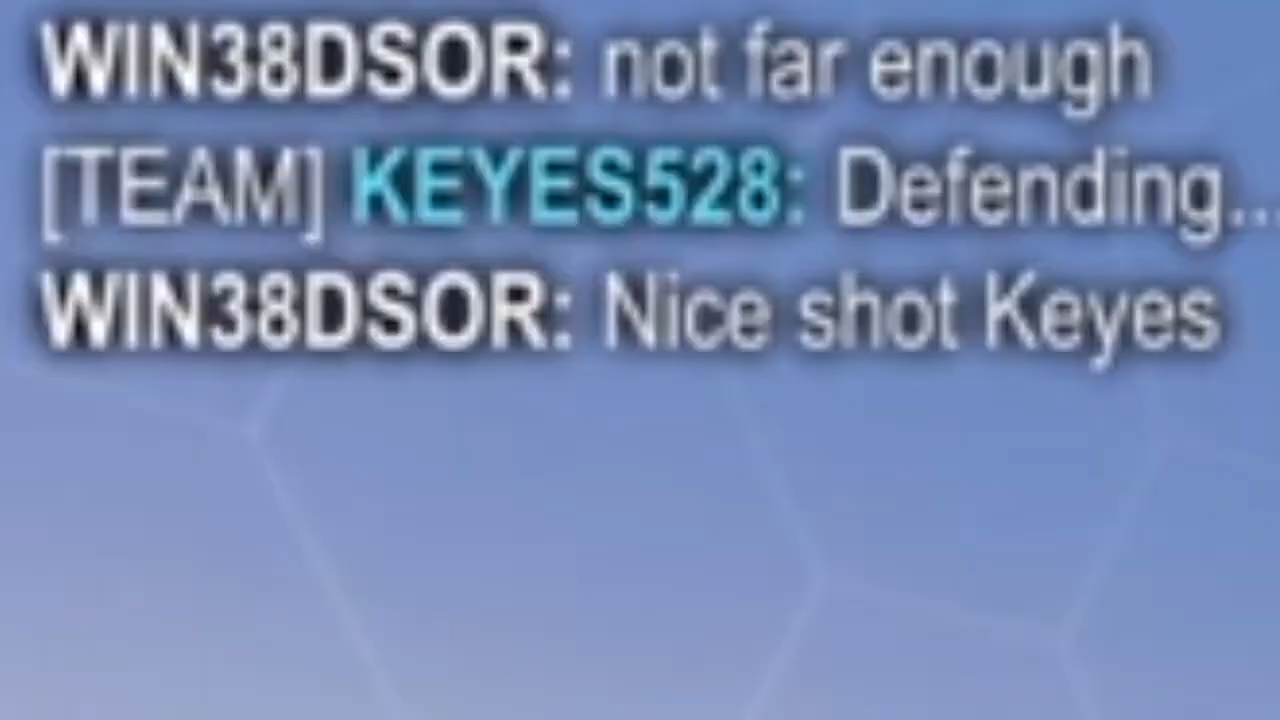 WIN38DSOR: not far enough
[TEAM] KEYES528: Defending...
WIN38DSOR: Nice shot Keyes